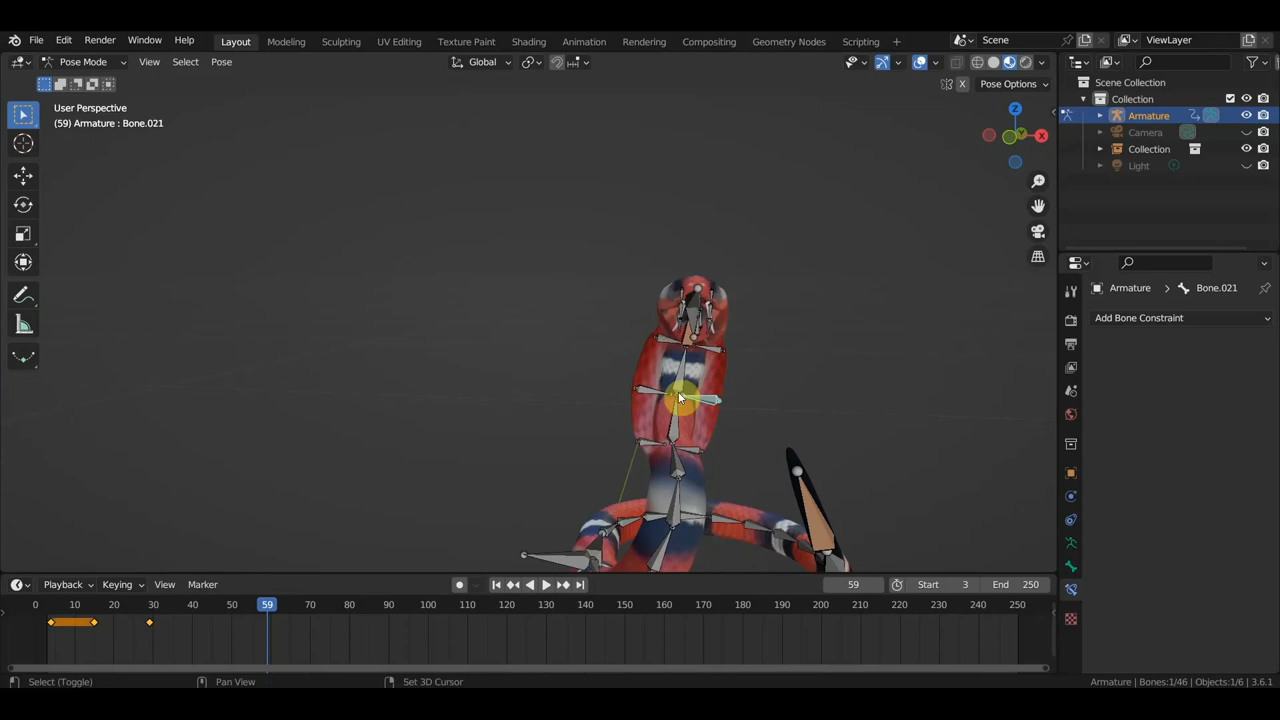 File Edit Render Window Help Layout Modeling Sculpting UV Editing Texture Paint Shading Animation Rendering Compositing Geometry Nodes Scripting + Scene ViewLayer
Pose Mode View Select Pose Global
X Pose Options
User Perspective
(59) Armature : Bone.021
Z
Y
X
Scene Collection
Collection
Armature
Camera
Collection
Light
Armature > Bone.021
Add Bone Constraint
Playback Keying View Marker 59 Start 3 End 250
0 10 20 30 40 50 59 70 80 90 100 110 120 130 140 150 160 170 180 190 200 210 220 230 240 250
Select (Toggle) Pan View Set 3D Cursor Armature | Bones:1/46 | Objects:1/6 | 3.6.1